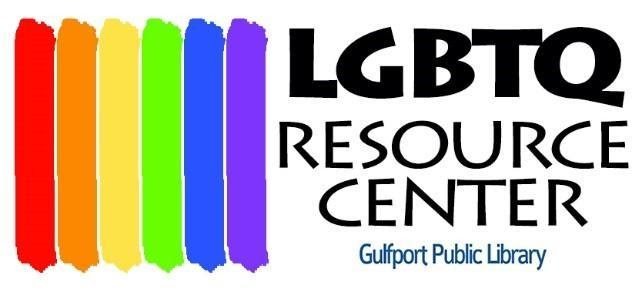 LGBTQ
RESOURCE
CENTER
Gulfport Public Library